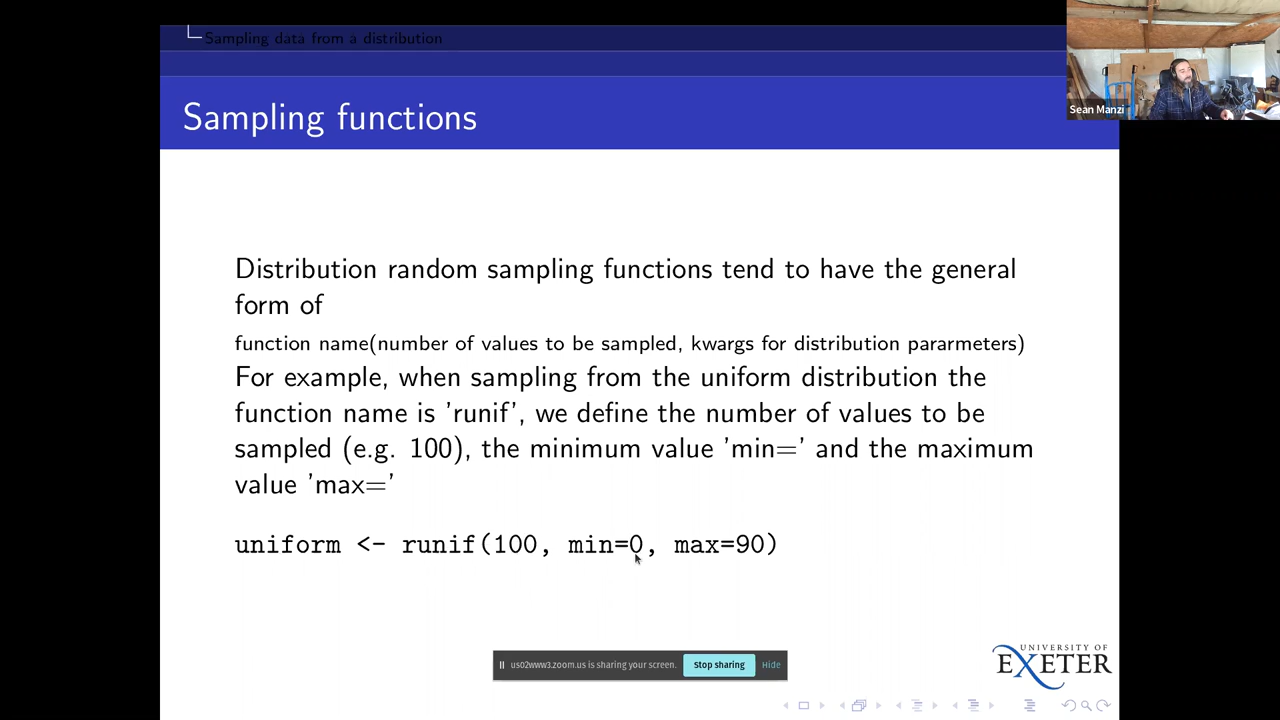 Sampling data from a distribution
Sean Manzi
Sampling functions
Distribution random sampling functions tend to have the general
form of
function name(number of values to be sampled, kwargs for distribution pararmeters)
For example, when sampling from the uniform distribution the
function name is 'runif', we define the number of values to be
sampled (e.g. 100), the minimum value 'min=' and the maximum
value 'max='
uniform <- runif(100, min=0, max=90)
UNIVERSITY OF
EXETER
us02www3.zoom.us is sharing your screen.
Stop sharing
Hide